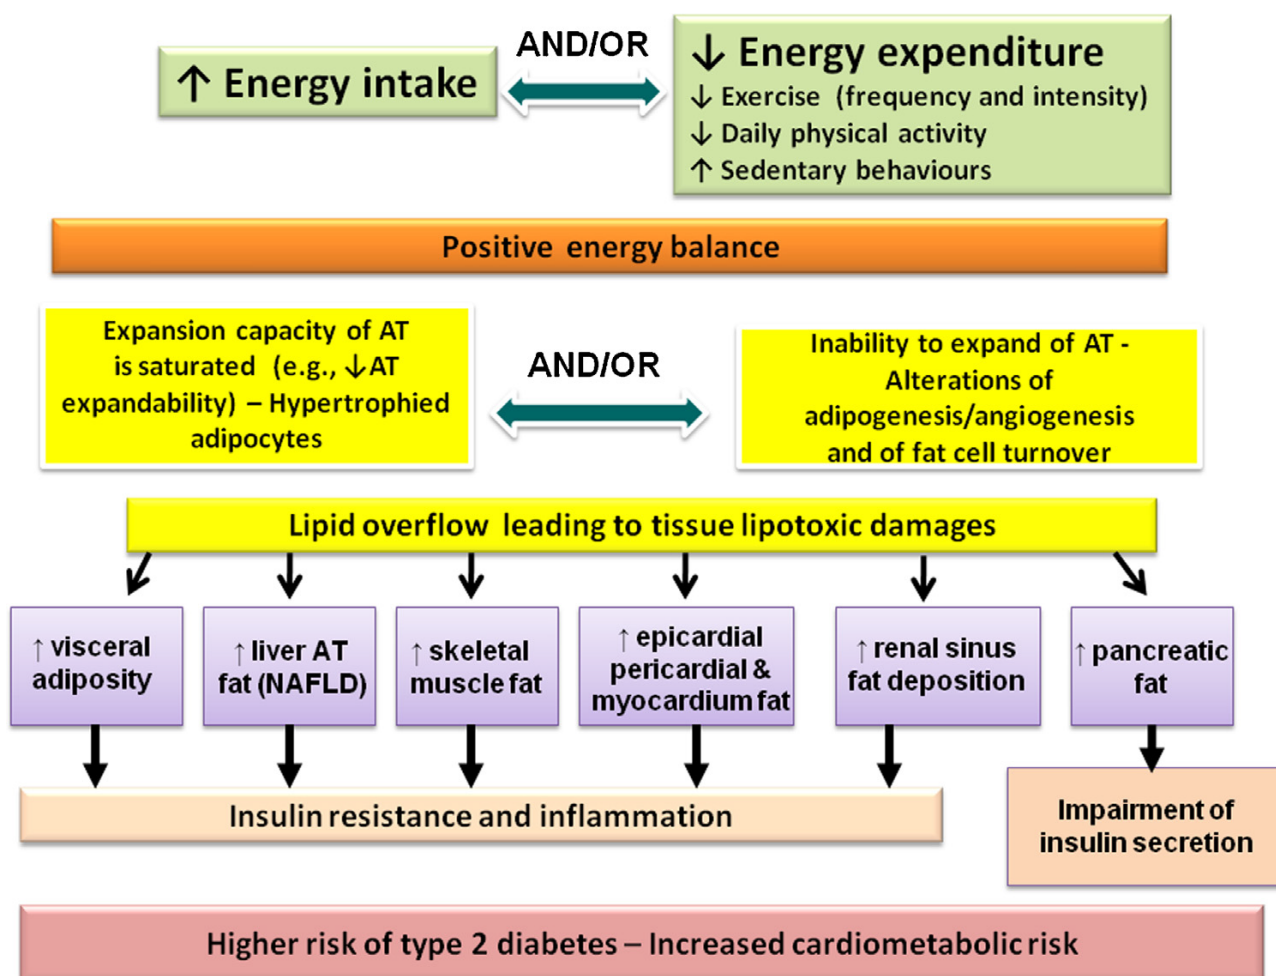 ↑ Energy intake
AND/OR
↓ Energy expenditure
↓ Exercise (frequency and intensity)
↓ Daily physical activity
↑ Sedentary behaviours
Positive energy balance
Expansion capacity of AT
is saturated (e.g., ↓AT
expandability) – Hypertrophied
adipocytes
AND/OR
Inability to expand of AT -
Alterations of
adipogenesis/angiogenesis
and of fat cell turnover
Lipid overflow leading to tissue lipotoxic damages
↑ visceral
adiposity
↑ liver AT
fat (NAFLD)
↑ skeletal
muscle fat
↑ epicardial
pericardial &
myocardium fat
↑ renal sinus
fat deposition
↑ pancreatic
fat
Insulin resistance and inflammation
Impairment of
insulin secretion
Higher risk of type 2 diabetes – Increased cardiometabolic risk